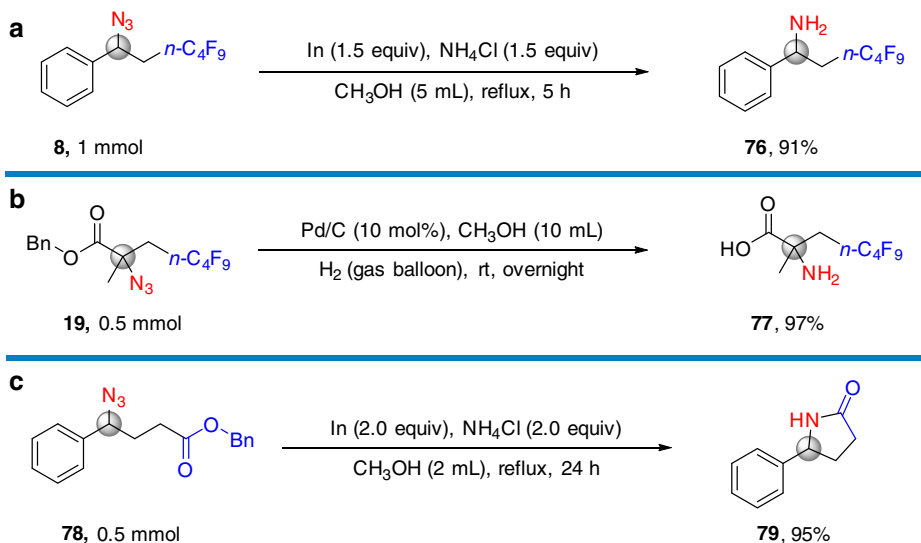 a
N₃
n-C₄F₉
In (1.5 equiv), NH₄Cl (1.5 equiv)
CH₃OH (5 mL), reflux, 5 h
NH₂
n-C₄F₉
8, 1 mmol
76, 91%
b
O
BnO
n-C₄F₉
N₃
Pd/C (10 mol%), CH₃OH (10 mL)
H₂ (gas balloon), rt, overnight
O
HO
n-C₄F₉
NH₂
19, 0.5 mmol
77, 97%
c
N₃
O
Bn
O
In (2.0 equiv), NH₄Cl (2.0 equiv)
CH₃OH (2 mL), reflux, 24 h
O
HN
78, 0.5 mmol
79, 95%